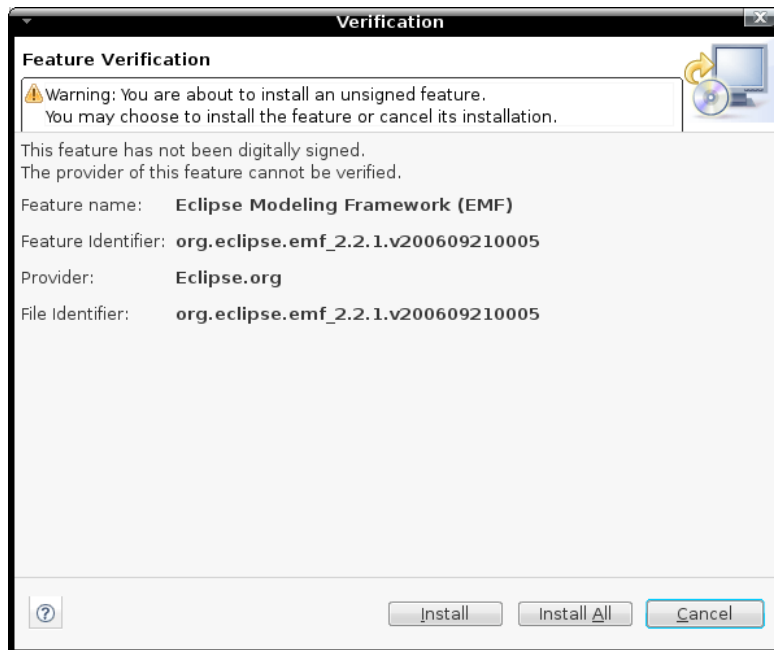 Verification
Feature Verification
Warning: You are about to install an unsigned feature.
You may choose to install the feature or cancel its installation.
This feature has not been digitally signed.
The provider of this feature cannot be verified.
Feature name: Eclipse Modeling Framework (EMF)
Feature Identifier: org.eclipse.emf_2.2.1.v200609210005
Provider: Eclipse.org
File Identifier: org.eclipse.emf_2.2.1.v200609210005
Install Install All Cancel